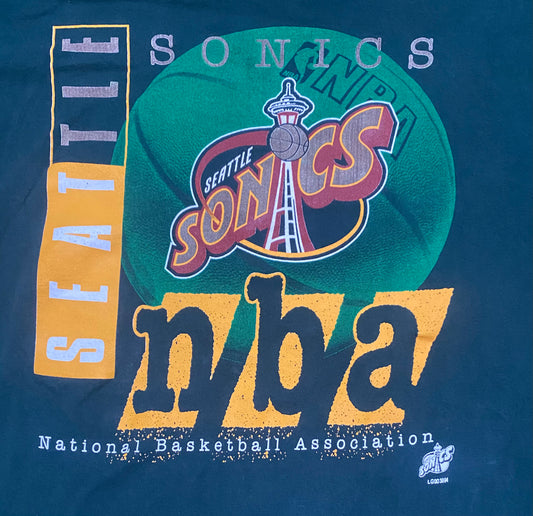 SEATTLE
SONICS
NBA
SEATTLE
SONICS
nba
National Basketball Association
SONICS